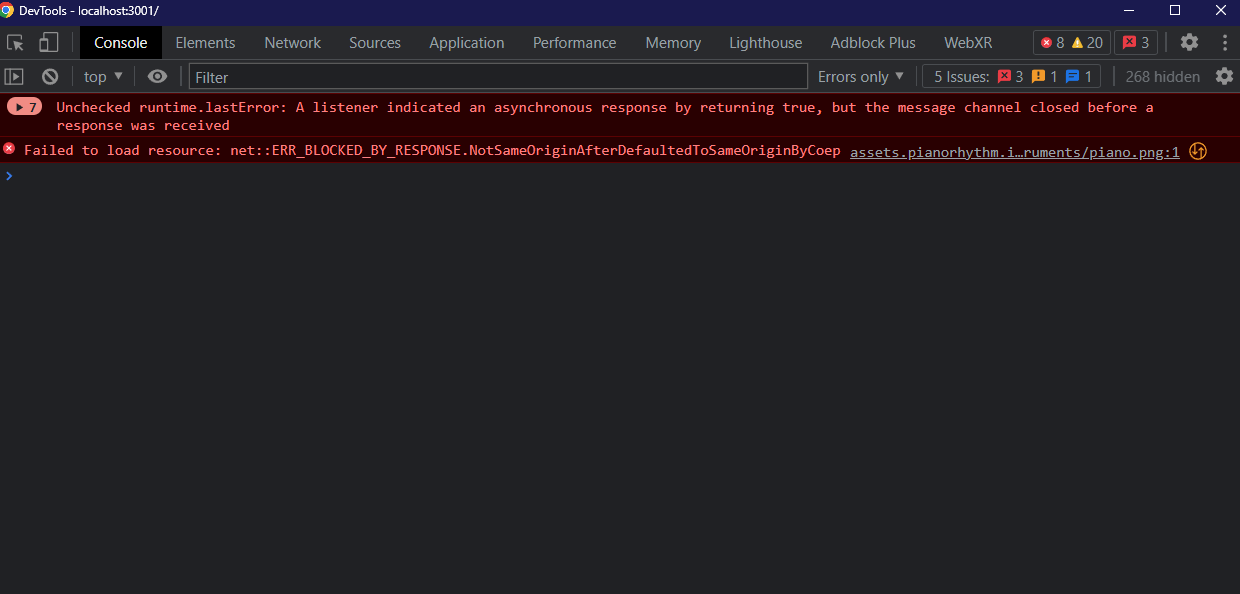 DevTools - localhost:3001/
Console Elements Network Sources Application Performance Memory Lighthouse Adblock Plus WebXR 8 20 3
top Filter Errors only 5 Issues: 3 1 1 268 hidden
7 Unchecked runtime.lastError: A listener indicated an asynchronous response by returning true, but the message channel closed before a
response was received
Failed to load resource: net::ERR_BLOCKED_BY_RESPONSE.NotSameOriginAfterDefaultedToSameOriginByCoep assets.pianorhythm.i…ruments/piano.png:1